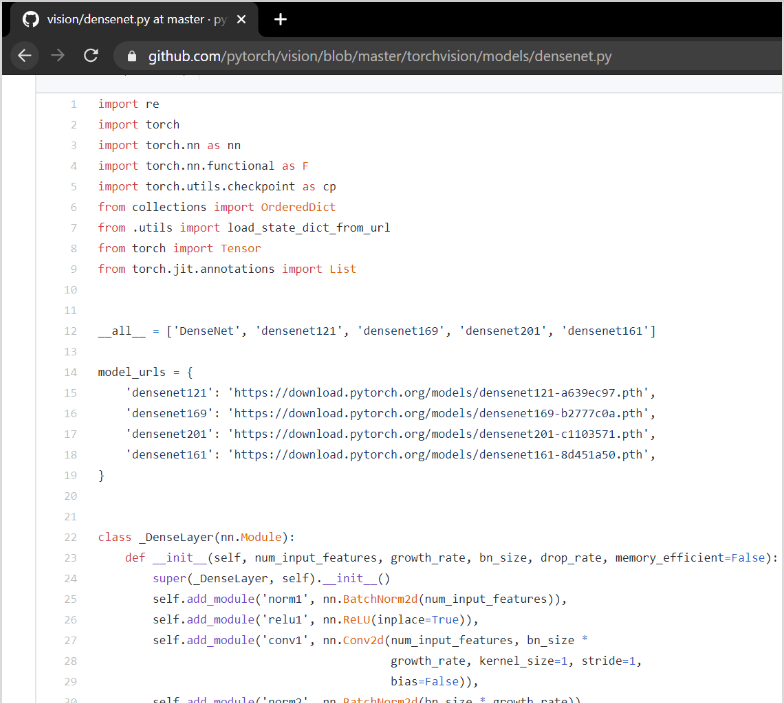 vision/densenet.py at master · py
github.com/pytorch/vision/blob/master/torchvision/models/densenet.py
1 import re
2 import torch
3 import torch.nn as nn
4 import torch.nn.functional as F
5 import torch.utils.checkpoint as cp
6 from collections import OrderedDict
7 from .utils import load_state_dict_from_url
8 from torch import Tensor
9 from torch.jit.annotations import List
10
11
12 __all__ = ['DenseNet', 'densenet121', 'densenet169', 'densenet201', 'densenet161']
13
14 model_urls = {
15     'densenet121': 'https://download.pytorch.org/models/densenet121-a639ec97.pth',
16     'densenet169': 'https://download.pytorch.org/models/densenet169-b2777c0a.pth',
17     'densenet201': 'https://download.pytorch.org/models/densenet201-c1103571.pth',
18     'densenet161': 'https://download.pytorch.org/models/densenet161-8d451a50.pth',
19 }
20
21
22 class _DenseLayer(nn.Module):
23     def __init__(self, num_input_features, growth_rate, bn_size, drop_rate, memory_efficient=False):
24         super(_DenseLayer, self).__init__()
25         self.add_module('norm1', nn.BatchNorm2d(num_input_features)),
26         self.add_module('relu1', nn.ReLU(inplace=True)),
27         self.add_module('conv1', nn.Conv2d(num_input_features, bn_size *
28                                            growth_rate, kernel_size=1, stride=1,
29                                            bias=False)),
30         self.add_module('norm2', nn.BatchNorm2d(bn_size * growth_rate)),